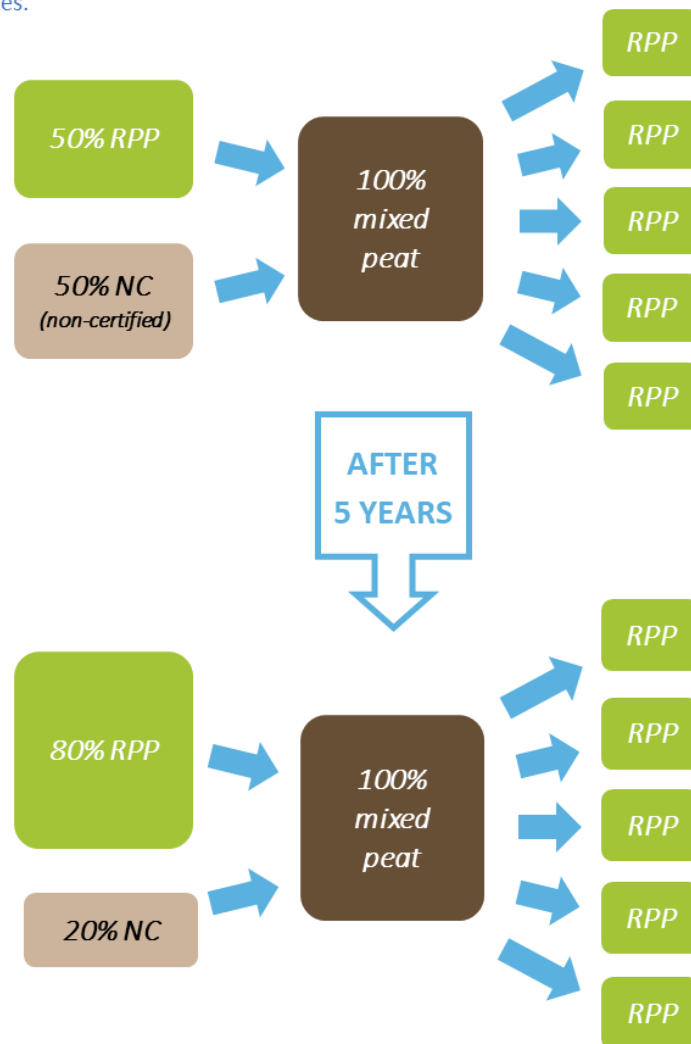 RPP
50% RPP
RPP
100%
mixed
peat
RPP
50% NC
(non-certified)
RPP
RPP
AFTER
5 YEARS
RPP
RPP
80% RPP
100%
mixed
peat
RPP
RPP
20% NC
RPP